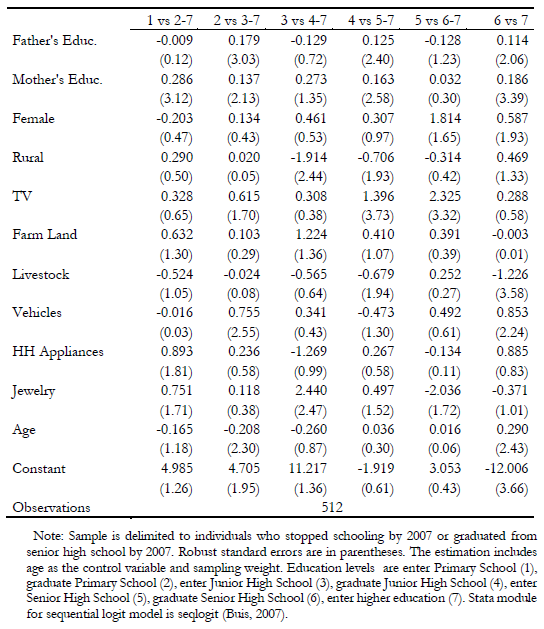 1 vs 2-7 2 vs 3-7 3 vs 4-7 4 vs 5-7 5 vs 6-7 6 vs 7
Father's Educ. -0.009 0.179 -0.129 0.125 -0.128 0.114
(0.12) (3.03) (0.72) (2.40) (1.23) (2.06)
Mother's Educ. 0.286 0.137 0.273 0.163 0.032 0.186
(3.12) (2.13) (1.35) (2.58) (0.30) (3.39)
Female -0.203 0.134 0.461 0.307 1.814 0.587
(0.47) (0.43) (0.53) (0.97) (1.65) (1.93)
Rural 0.290 0.020 -1.914 -0.706 -0.314 0.469
(0.50) (0.05) (2.44) (1.93) (0.42) (1.33)
TV 0.328 0.615 0.308 1.396 2.325 0.288
(0.65) (1.70) (0.38) (3.73) (3.32) (0.58)
Farm Land 0.632 0.103 1.224 0.410 0.391 -0.003
(1.30) (0.29) (1.36) (1.07) (0.39) (0.01)
Livestock -0.524 -0.024 -0.565 -0.679 0.252 -1.226
(1.05) (0.08) (0.64) (1.94) (0.27) (3.58)
Vehicles -0.016 0.755 0.341 -0.473 0.492 0.853
(0.03) (2.55) (0.43) (1.30) (0.61) (2.24)
HH Appliances 0.893 0.236 -1.269 0.267 -0.134 0.885
(1.81) (0.58) (0.99) (0.58) (0.11) (0.83)
Jewelry 0.751 0.118 2.440 0.497 -2.036 -0.371
(1.71) (0.38) (2.47) (1.52) (1.72) (1.01)
Age -0.165 -0.208 -0.260 0.036 0.016 0.290
(1.18) (2.30) (0.87) (0.30) (0.06) (2.43)
Constant 4.985 4.705 11.217 -1.919 3.053 -12.006
(1.26) (1.95) (1.36) (0.61) (0.43) (3.66)
Observations 512
Note: Sample is delimited to individuals who stopped schooling by 2007 or graduated from
senior high school by 2007. Robust standard errors are in parentheses. The estimation includes
age as the control variable and sampling weight. Education levels are enter Primary School (1),
graduate Primary School (2), enter Junior High School (3), graduate Junior High School (4), enter
Senior High School (5), graduate Senior High School (6), enter higher education (7). Stata module
for sequential logit model is seqlogit (Buis, 2007).